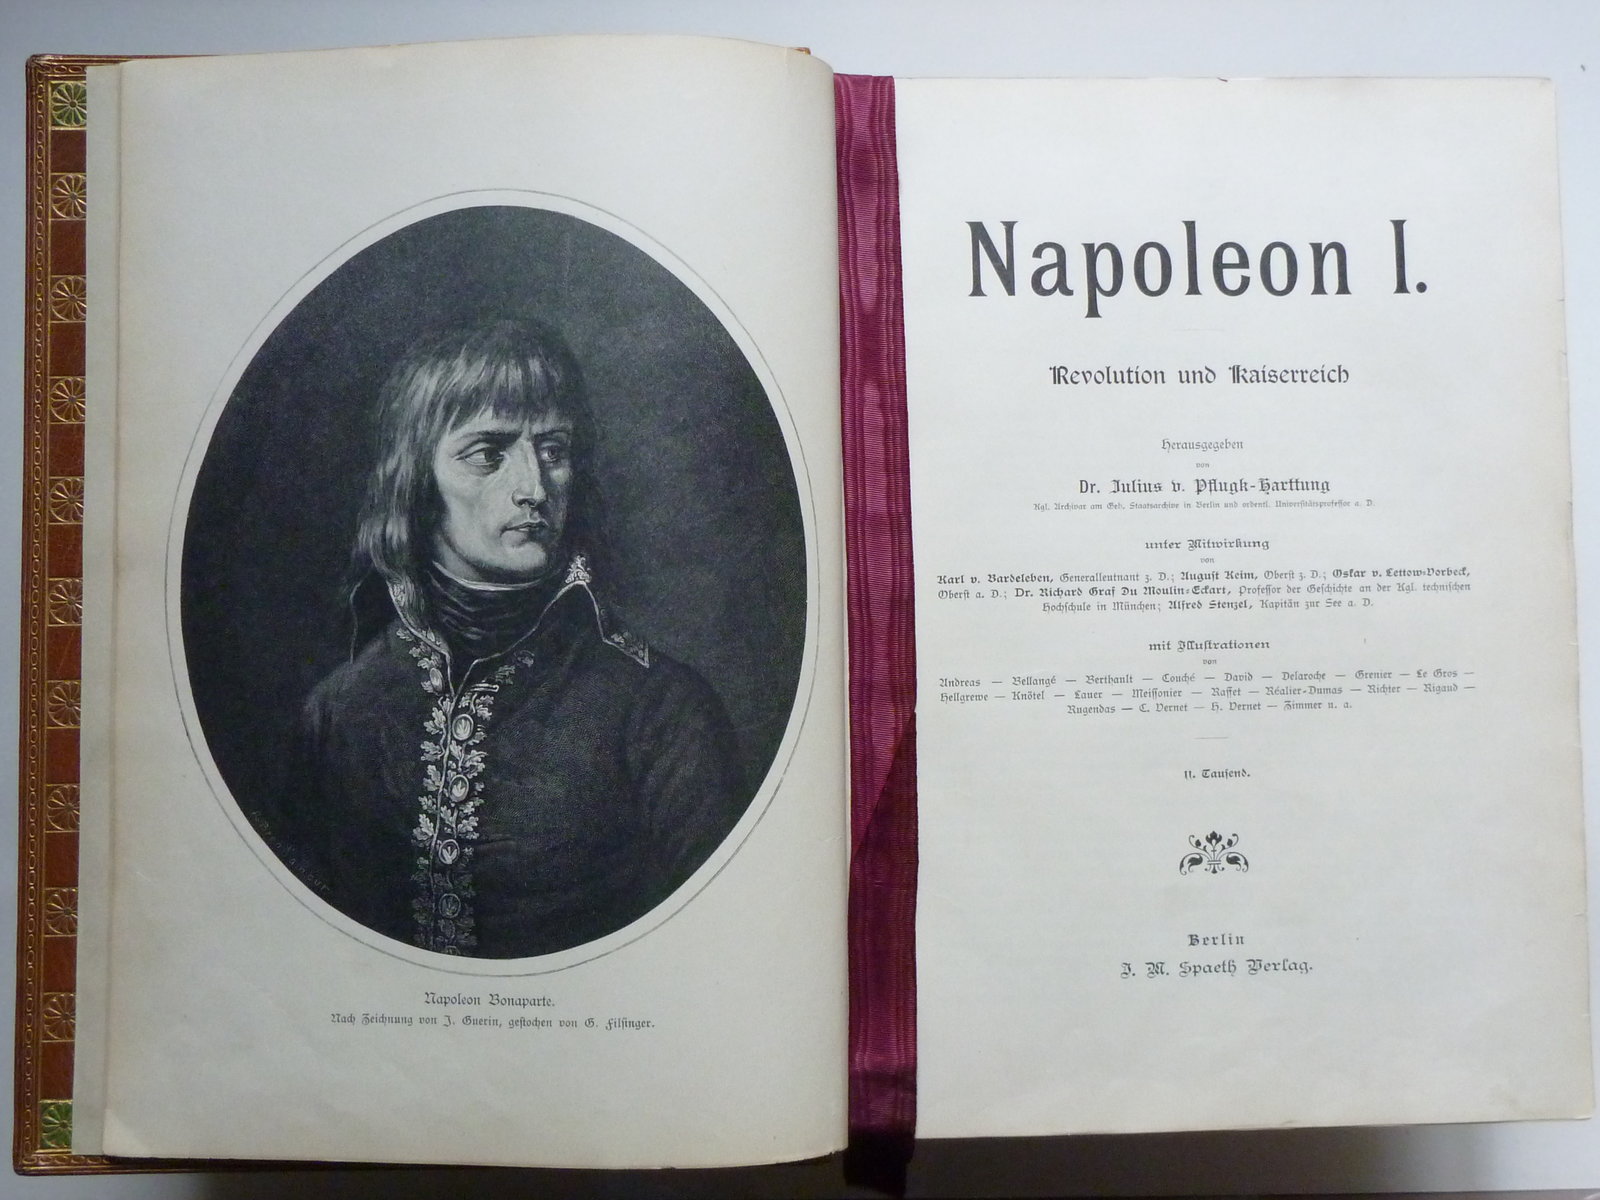 Napoleon Bonaparte.
Nach Zeichnung von J. Guerin, gestochen von G. Filsinger.
Napoleon I.
Revolution und Kaiserreich
Herausgegeben
von
Dr. Julius v. Pflugk-Harttung
Kgl. Archivar am Geh. Staatsarchive in Berlin und ordentl. Universitätsprofessor a. D.
unter Mitwirkung
von
Karl v. Bardeleben, Generalleutnant z. D.; August Keim, Oberst z. D.; Oskar v. Lettow-Vorbeck,
Oberst a. D.; Dr. Richard Graf Du Moulin-Eckart, Professor der Geschichte an der Kgl. technischen
Hochschule in München; Alfred Stenzel, Kapitän zur See a. D.
mit Illustrationen
von
Andreas — Bellangé — Berthault — Couché — David — Delaroche — Grenier — Le Gros —
Hellgrewe — Knötel — Lauer — Meissonier — Raffet — Réalier-Dumas — Richter — Rigaud —
Rugendas — C. Vernet — H. Vernet — Zimmer u. a.
11. Tausend.
Berlin
J. M. Spaeth Verlag.